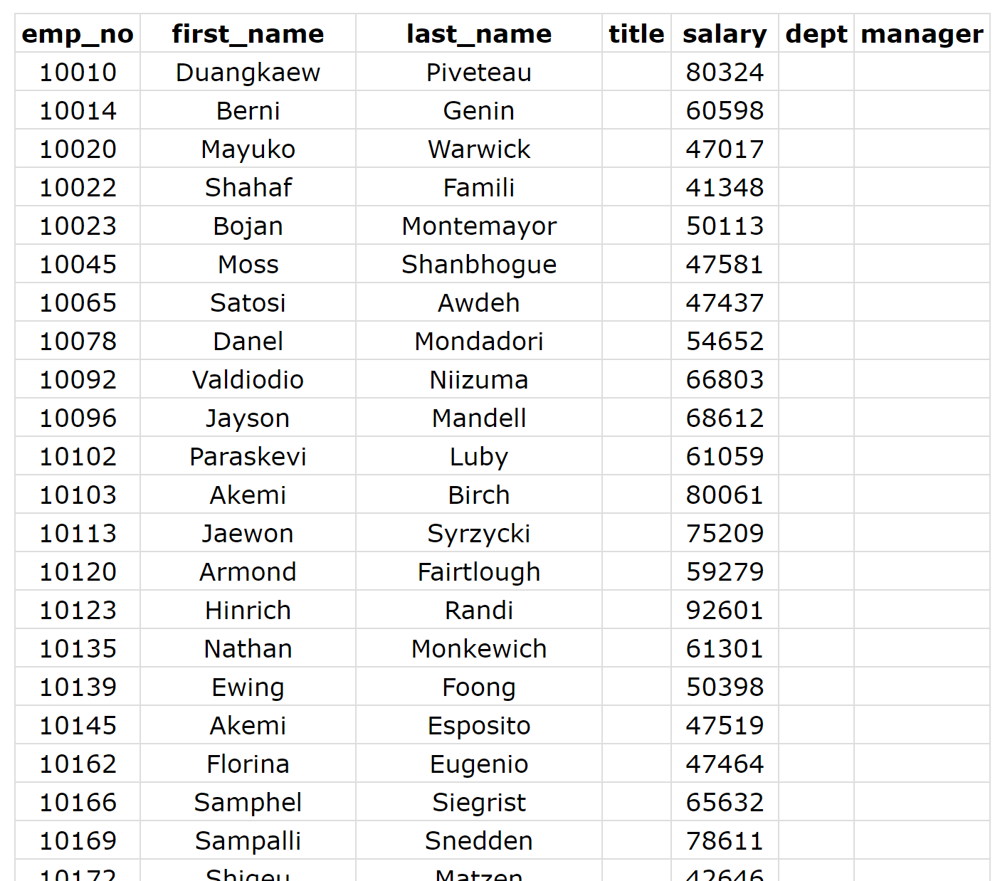 emp_no first_name last_name title salary dept manager
10010 Duangkaew Piveteau 80324
10014 Berni Genin 60598
10020 Mayuko Warwick 47017
10022 Shahaf Famili 41348
10023 Bojan Montemayor 50113
10045 Moss Shanbhogue 47581
10065 Satosi Awdeh 47437
10078 Danel Mondadori 54652
10092 Valdiodio Niizuma 66803
10096 Jayson Mandell 68612
10102 Paraskevi Luby 61059
10103 Akemi Birch 80061
10113 Jaewon Syrzycki 75209
10120 Armond Fairtlough 59279
10123 Hinrich Randi 92601
10135 Nathan Monkewich 61301
10139 Ewing Foong 50398
10145 Akemi Esposito 47519
10162 Florina Eugenio 47464
10166 Samphel Siegrist 65632
10169 Sampalli Snedden 78611
10172 Shigeu Matzen 42646